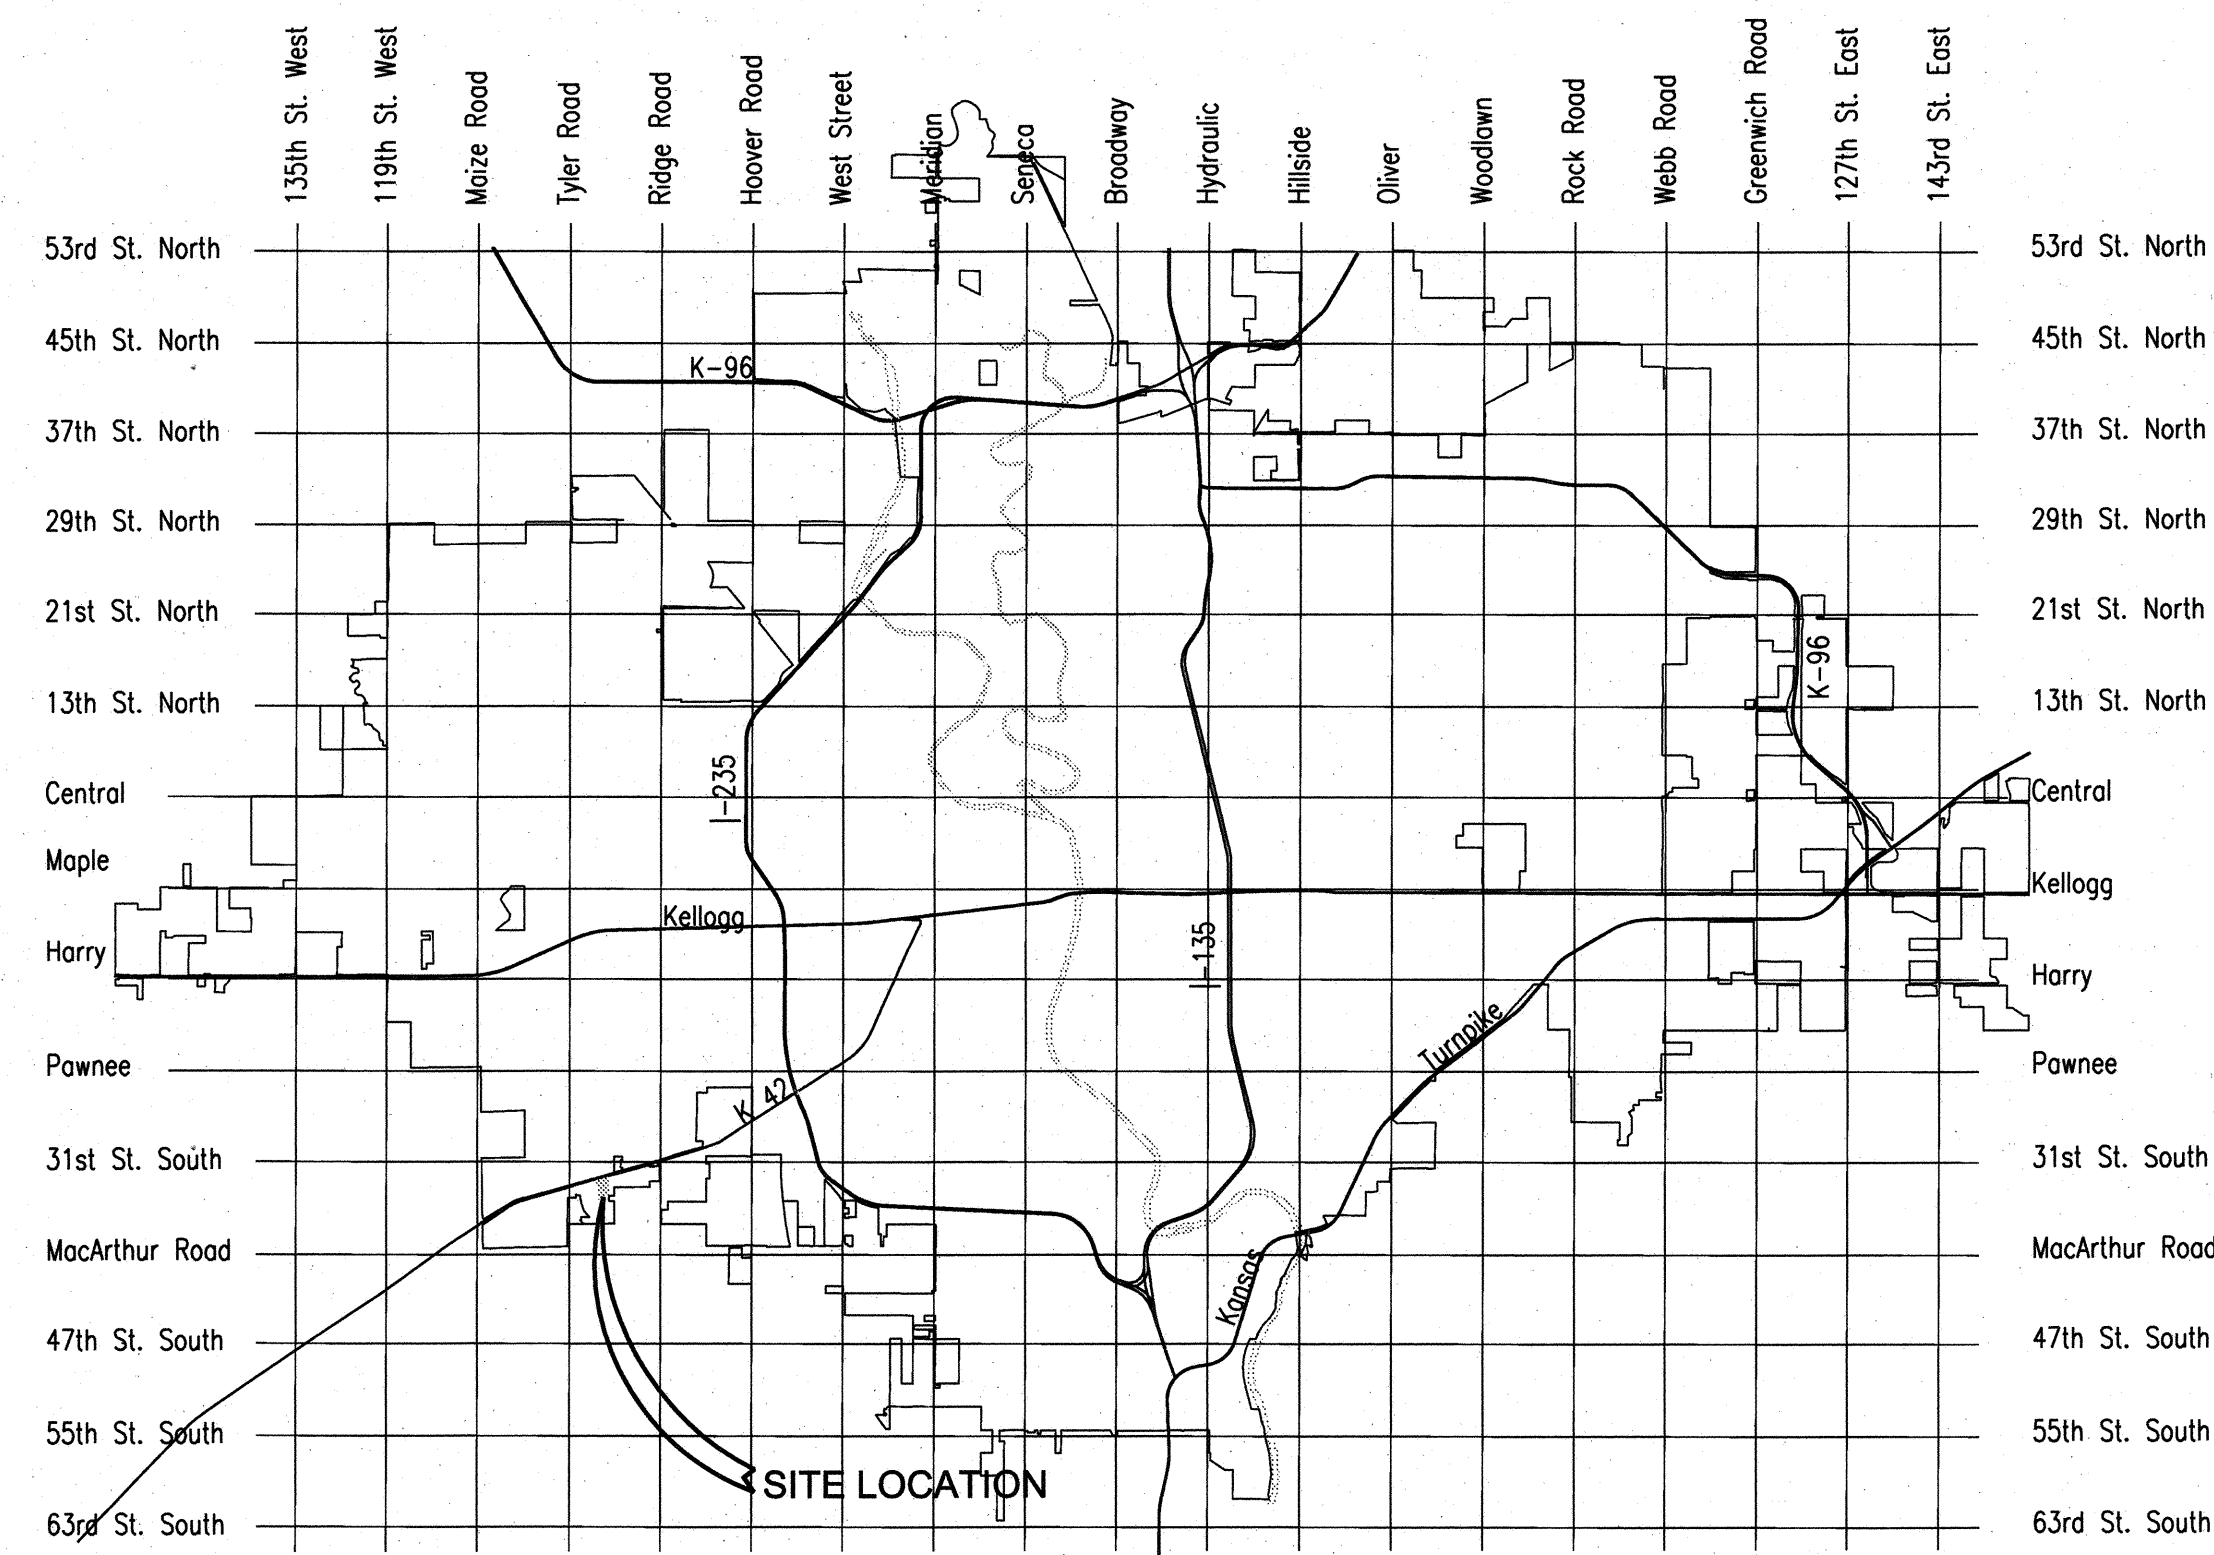 135th St. West
119th St. West
Maize Road
Tyler Road
Ridge Road
Hoover Road
West Street
Meridian
Seneca
Broadway
Hydraulic
Hillside
Oliver
Woodlawn
Rock Road
Webb Road
Greenwich Road
127th St. East
143rd St. East
53rd St. North
53rd St. North
45th St. North
45th St. North
K-96
37th St. North
37th St. North
29th St. North
29th St. North
21st St. North
21st St. North
K-96
13th St. North
13th St. North
I-235
Central
Central
Maple
Kellogg
Kellogg
Harry
I-135
Harry
Turnpike
Pawnee
Pawnee
K 42
31st St. South
31st St. South
MacArthur Road
MacArthur Road
Kansas
47th St. South
47th St. South
55th St. South
55th St. South
SITE LOCATION
63rd St. South
63rd St. South